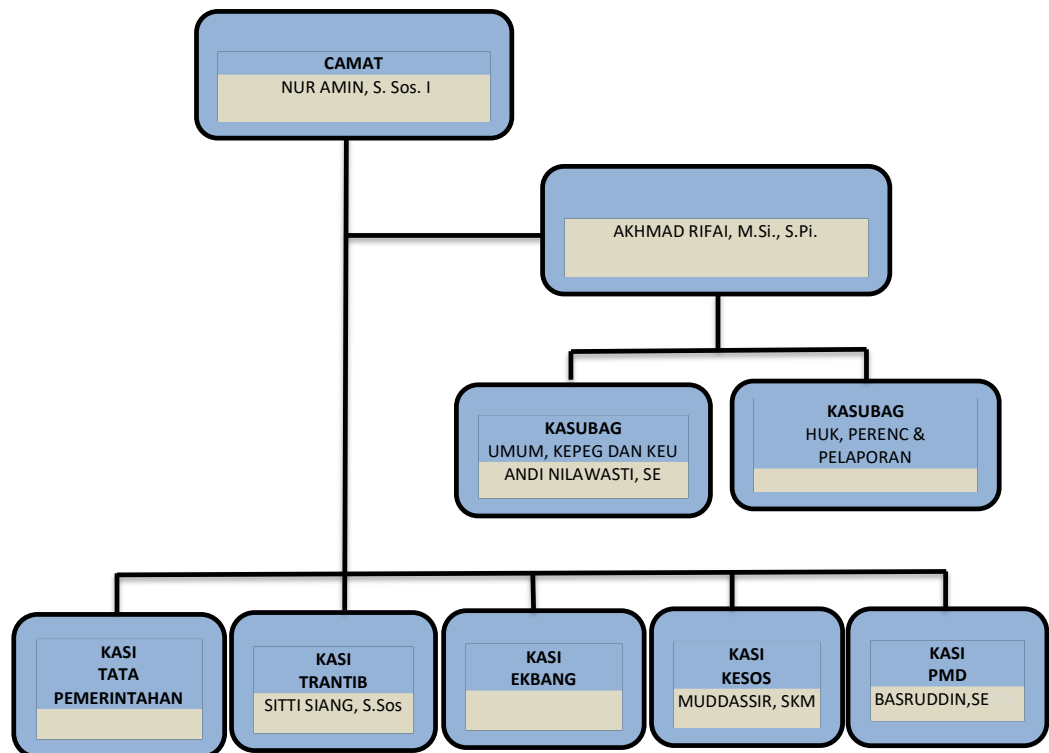 CAMAT
NUR AMIN, S. Sos. I
AKHMAD RIFAI, M.Si., S.Pi.
KASUBAG
UMUM, KEPEG DAN KEU
ANDI NILAWASTI, SE
KASUBAG
HUK, PERENC &
PELAPORAN
KASI
TATA
PEMERINTAHAN
KASI
TRANTIB
SITTI SIANG, S.Sos
KASI
EKBANG
KASI
KESOS
MUDDASSIR, SKM
KASI
PMD
BASRUDDIN,SE